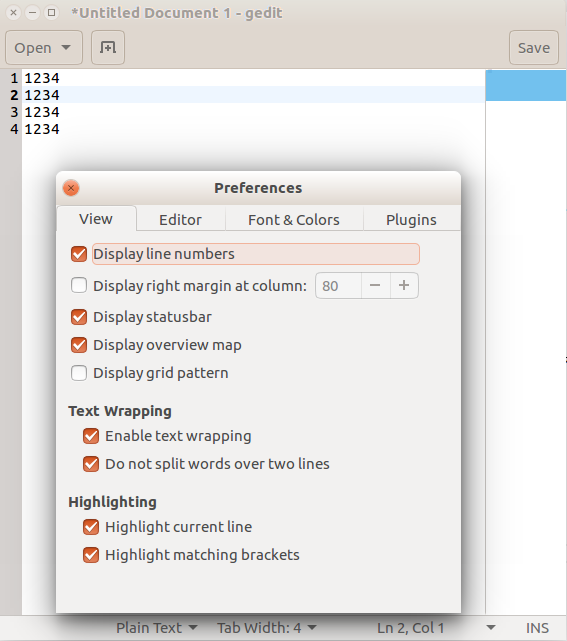 *Untitled Document 1 - gedit
Open
Save
1 1234
2 1234
3 1234
4 1234
Preferences
View Editor Font & Colors Plugins
Display line numbers
Display right margin at column: 80 − +
Display statusbar
Display overview map
Display grid pattern
Text Wrapping
Enable text wrapping
Do not split words over two lines
Highlighting
Highlight current line
Highlight matching brackets
Plain Text Tab Width: 4 Ln 2, Col 1 INS